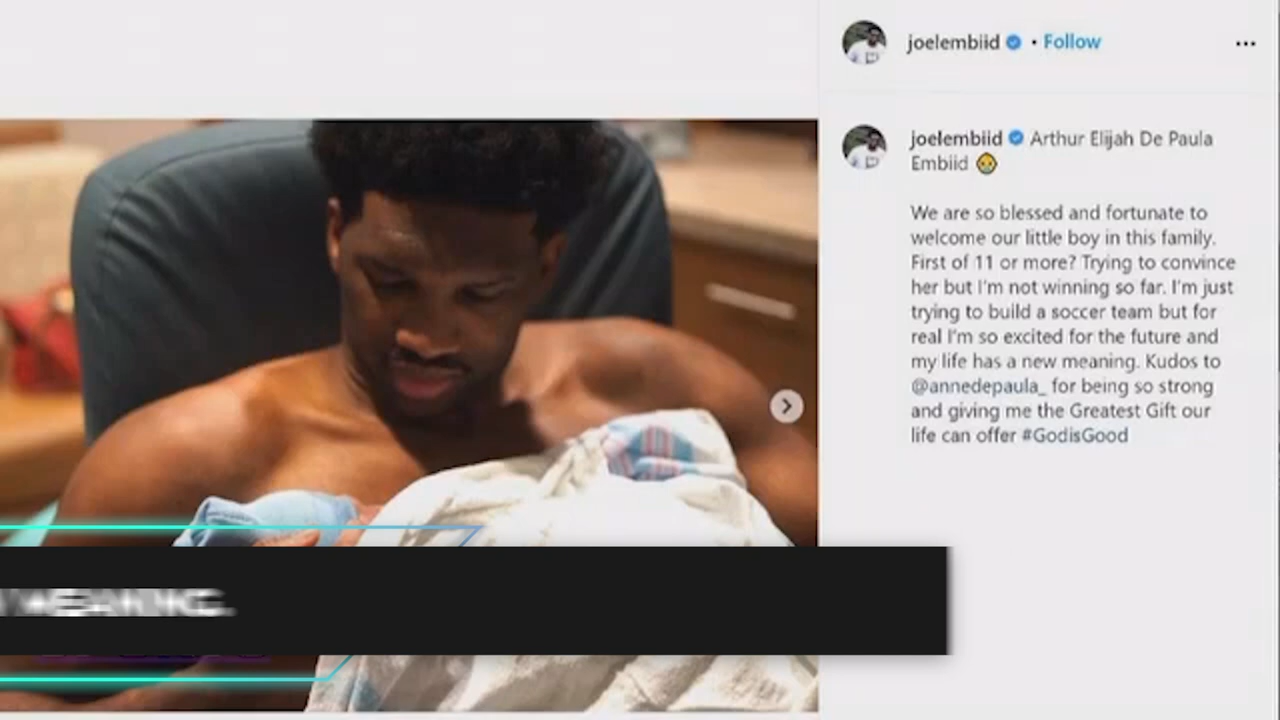 joelembiid • Follow
joelembiid Arthur Elijah De Paula
Embiid
We are so blessed and fortunate to
welcome our little boy in this family.
First of 11 or more? Trying to convince
her but I'm not winning so far. I'm just
trying to build a soccer team but for
real I'm so excited for the future and
my life has a new meaning. Kudos to
@annedepaula_ for being so strong
and giving me the Greatest Gift our
life can offer #GodisGood
MEANING.